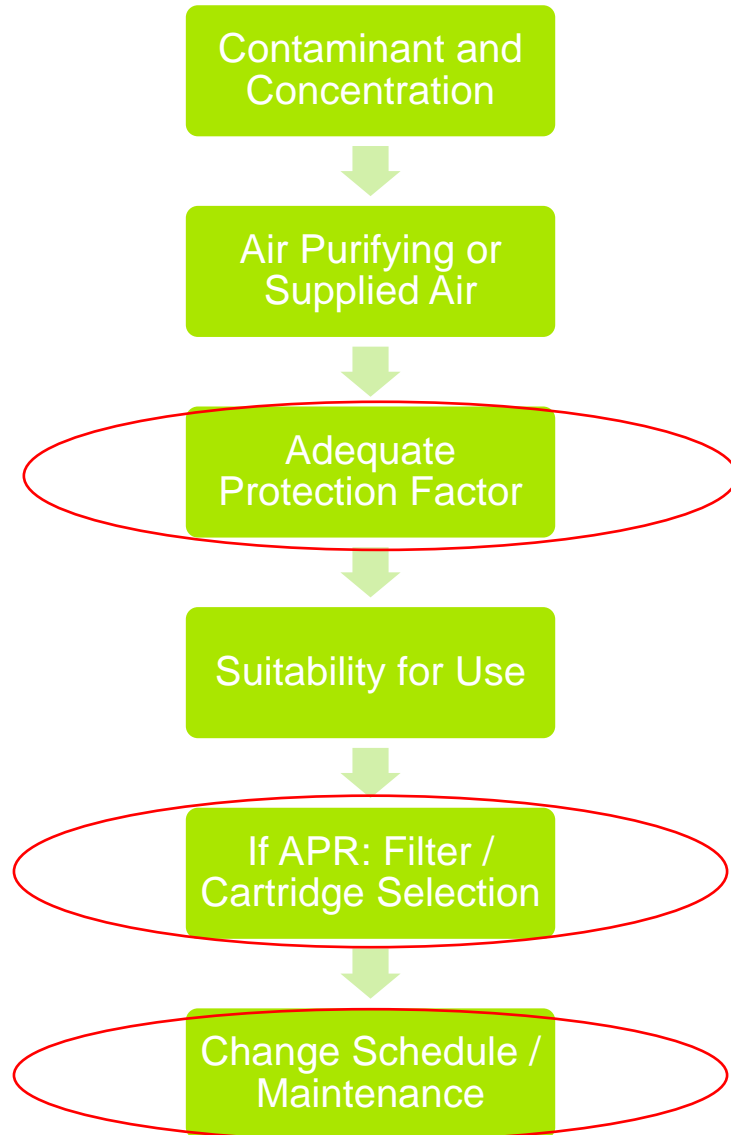 Contaminant and
Concentration
Air Purifying or
Supplied Air
Adequate
Protection Factor
Suitability for Use
If APR: Filter /
Cartridge Selection
Change Schedule /
Maintenance